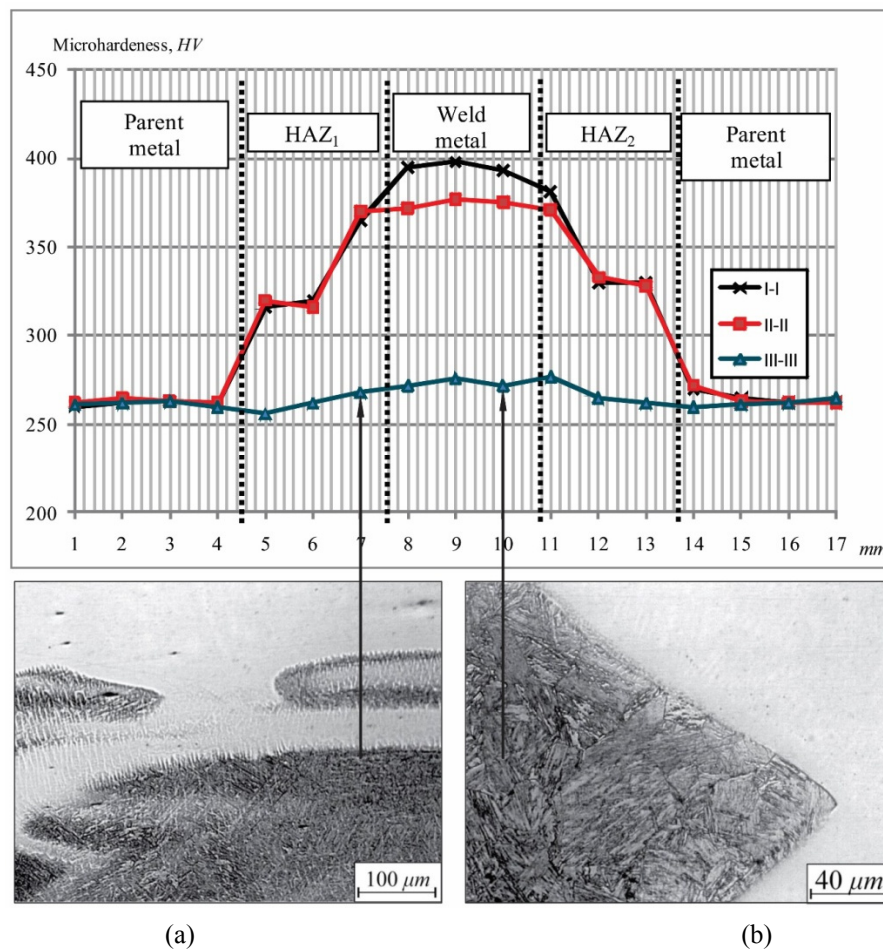 Microhardeness, HV
450
400
350
300
250
200
Parent
metal
HAZ₁
Weld
metal
HAZ₂
Parent
metal
I-I
II-II
III-III
1 2 3 4 5 6 7 8 9 10 11 12 13 14 15 16 17 mm
100 μm
40 μm
(a) (b)